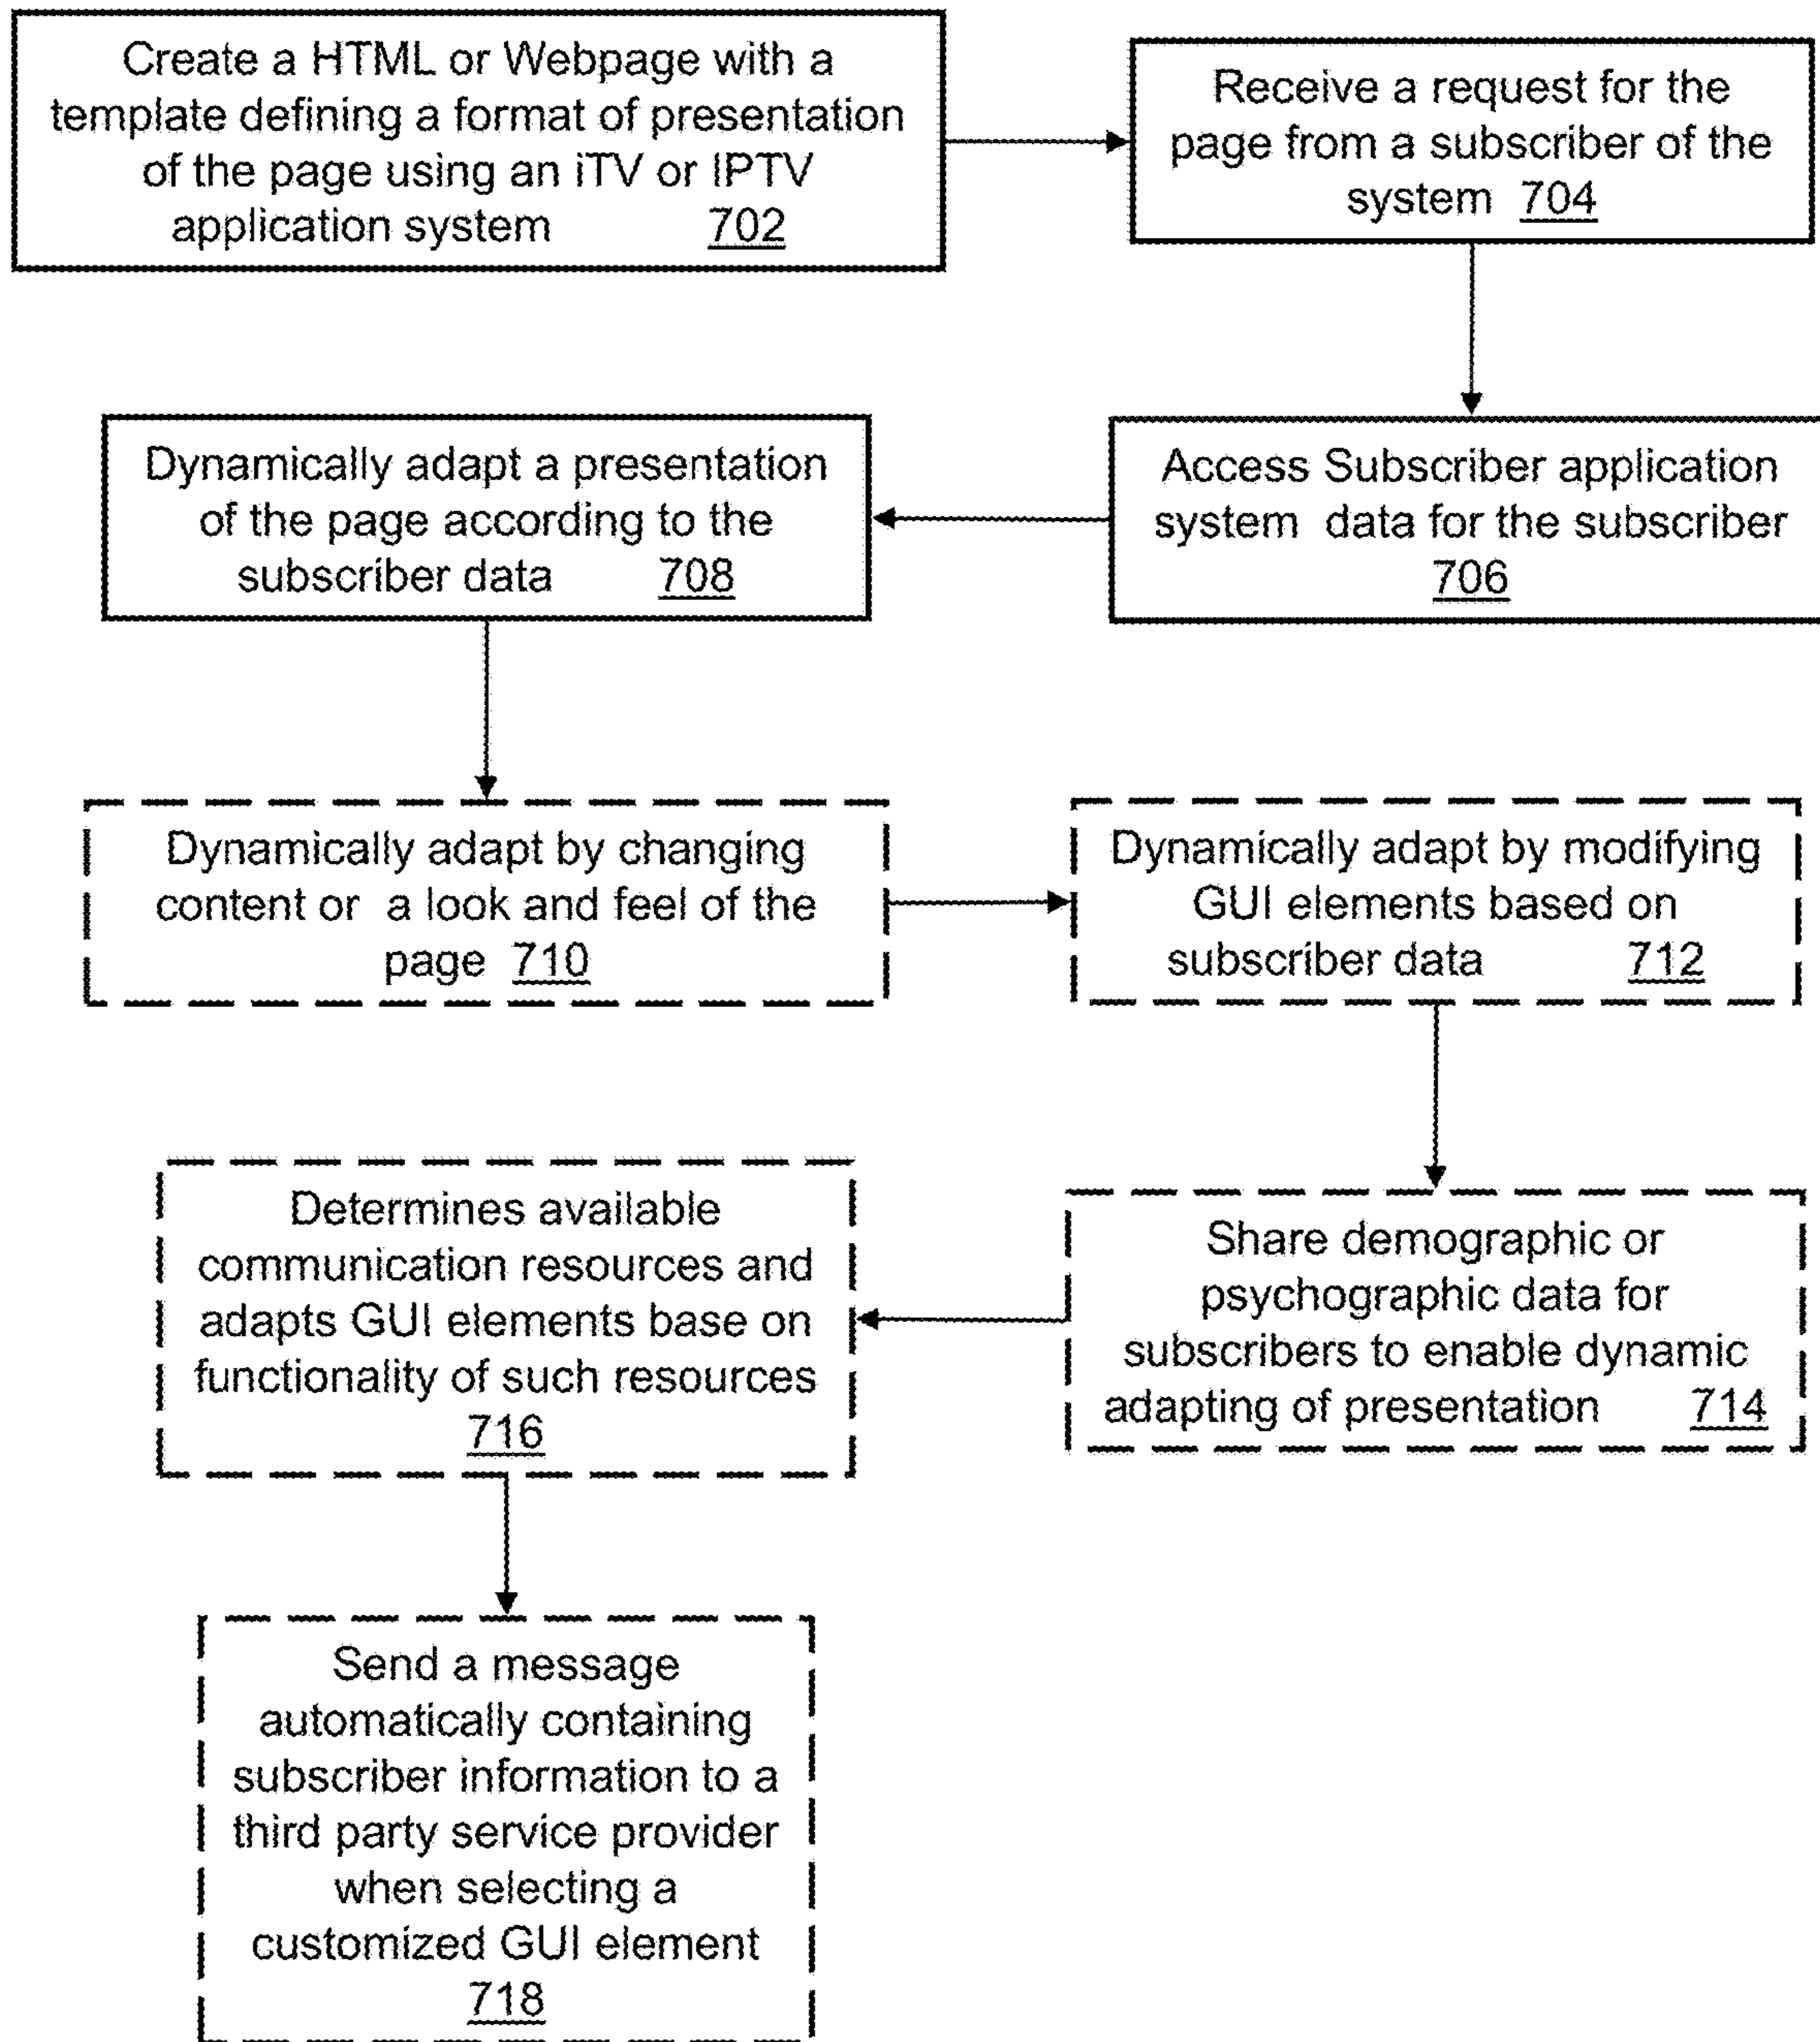 Create a HTML or Webpage with a
template defining a format of presentation
of the page using an iTV or IPTV
application system 702
Receive a request for the
page from a subscriber of the
system 704
Access Subscriber application
system data for the subscriber
706
Dynamically adapt a presentation
of the page according to the
subscriber data 708
Dynamically adapt by changing
content or a look and feel of the
page 710
Dynamically adapt by modifying
GUI elements based on
subscriber data 712
Share demographic or
psychographic data for
subscribers to enable dynamic
adapting of presentation 714
Determines available
communication resources and
adapts GUI elements base on
functionality of such resources
716
Send a message
automatically containing
subscriber information to a
third party service provider
when selecting a
customized GUI element
718